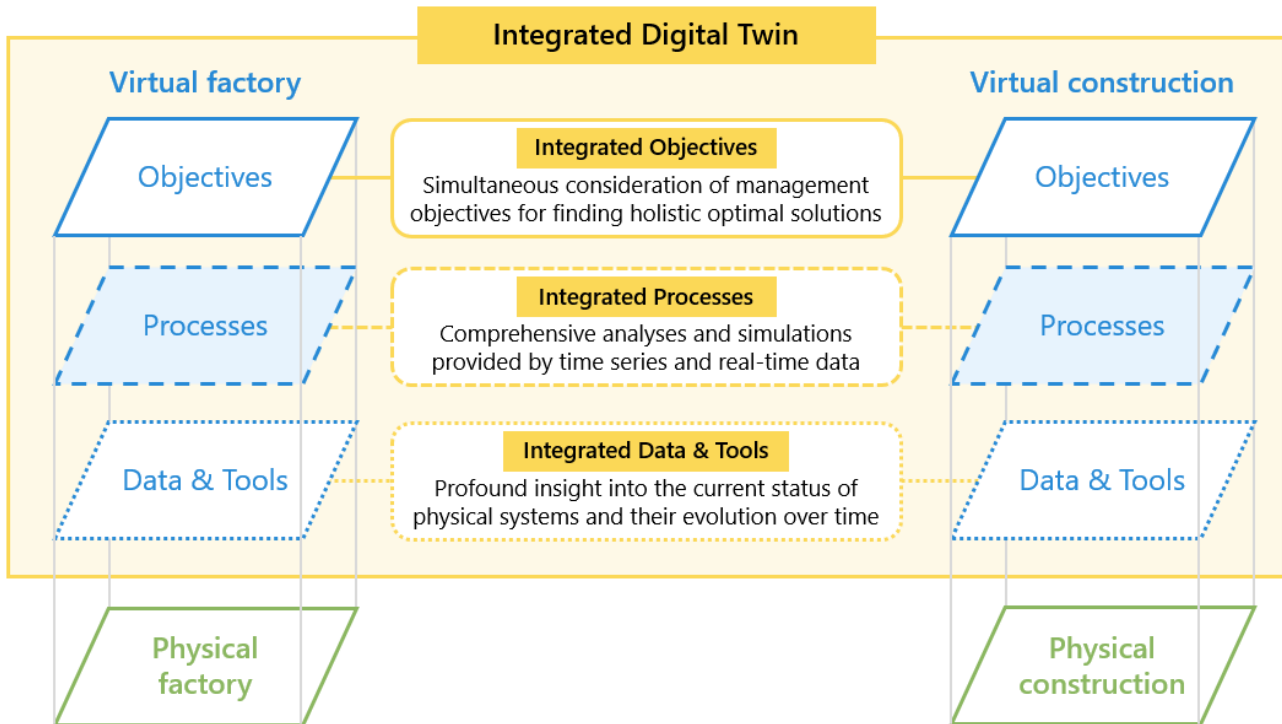 Integrated Digital Twin
Virtual factory
Virtual construction
Objectives
Integrated Objectives
Simultaneous consideration of management
objectives for finding holistic optimal solutions
Objectives
Processes
Integrated Processes
Comprehensive analyses and simulations
provided by time series and real-time data
Processes
Data & Tools
Integrated Data & Tools
Profound insight into the current status of
physical systems and their evolution over time
Data & Tools
Physical
factory
Physical
construction